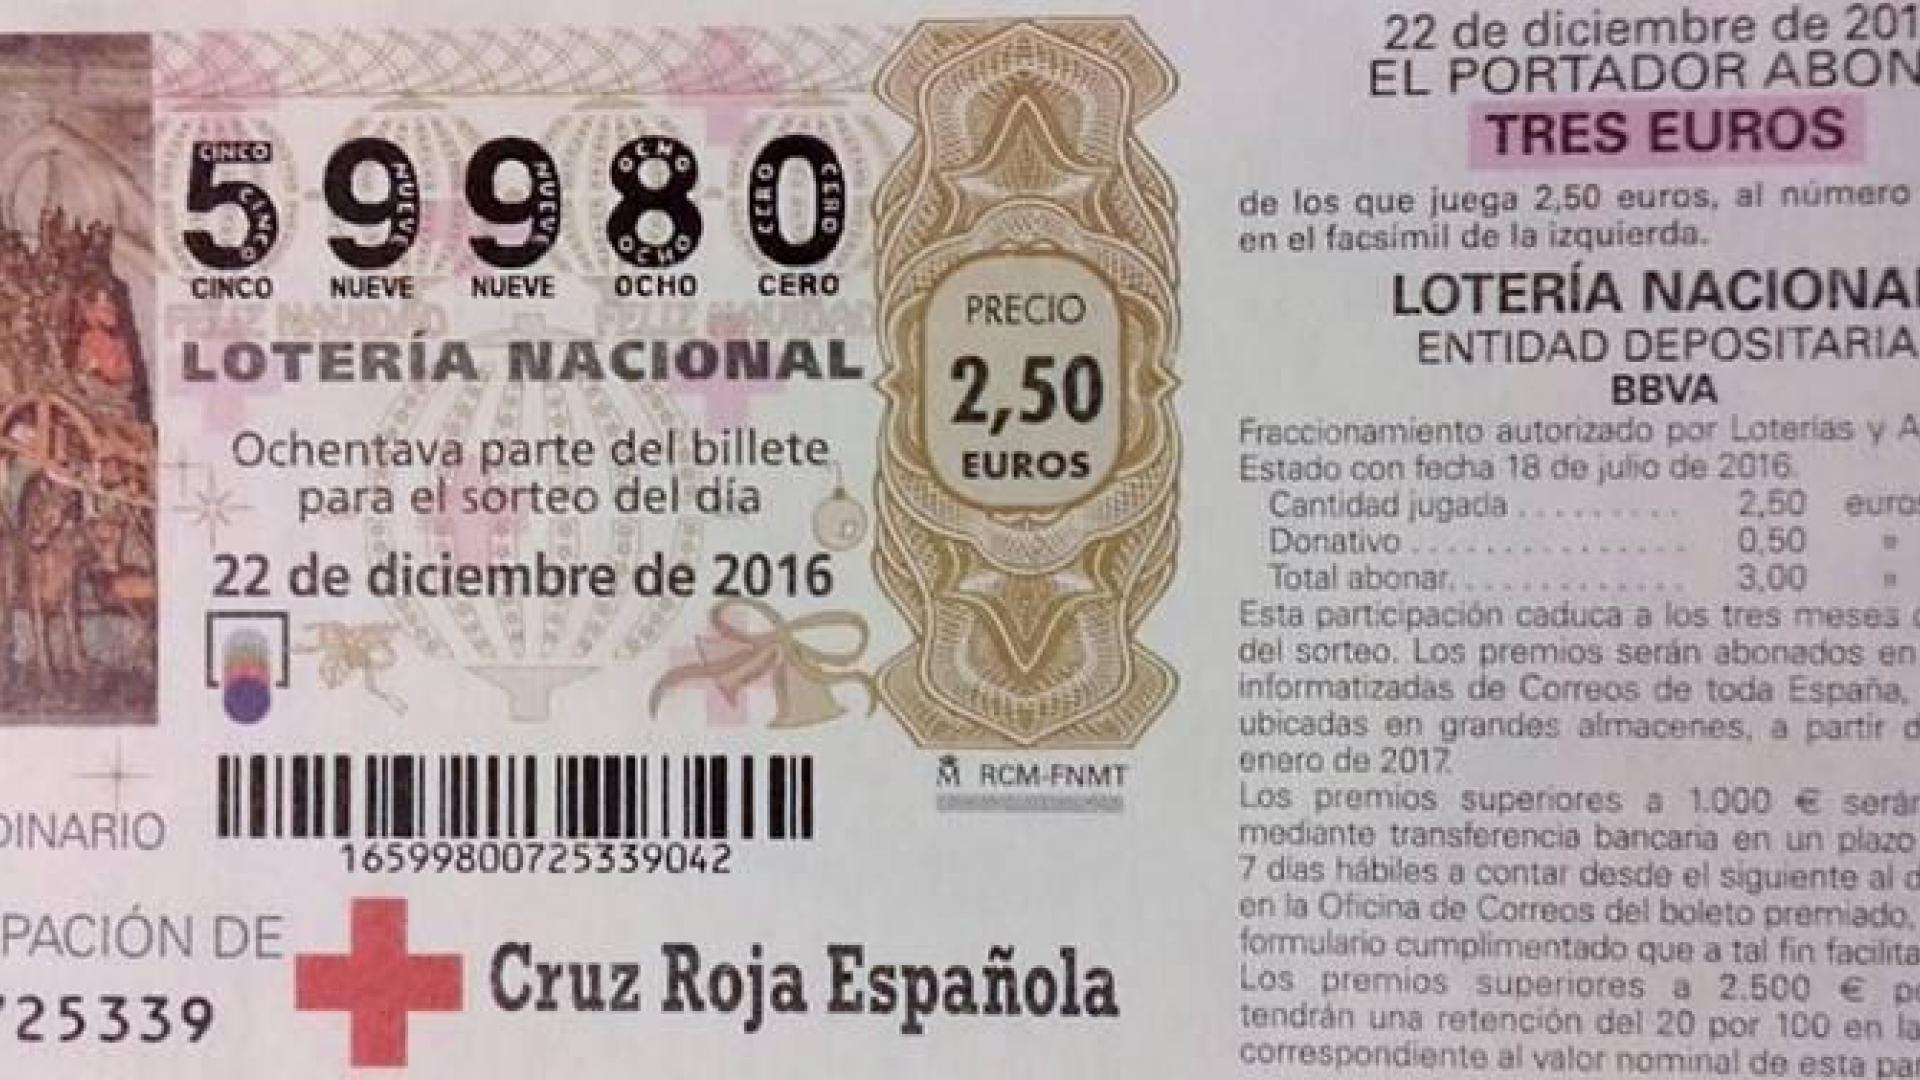 CINCO NUEVE NUEVE OCHO CERO
59980
CINCO NUEVE NUEVE OCHO CERO
FELIZ NAVIDAD FELIZ NAVIDAD
LOTERÍA NACIONAL
Ochentava parte del billete
para el sorteo del día
22 de diciembre de 2016
PRECIO
2,50
EUROS
RCM-FNMT
16599800725339042
DINARIO
PACIÓN DE
Cruz Roja Española
725339
22 de diciembre de 201
EL PORTADOR ABON
TRES EUROS
de los que juega 2,50 euros, al número
en el facsímil de la izquierda.
LOTERÍA NACIONAL
ENTIDAD DEPOSITARIA
BBVA
Fraccionamiento autorizado por Loterías y A
Estado con fecha 18 de julio de 2016.
Cantidad jugada ......... 2,50 euros
Donativo ............... 0,50 "
Total abonar............. 3,00 "
Esta participación caduca a los tres meses
del sorteo. Los premios serán abonados en
informatizadas de Correos de toda España,
ubicadas en grandes almacenes, a partir d
enero de 2017.
Los premios superiores a 1.000 € serán
mediante transferencia bancaria en un plazo
7 días hábiles a contar desde el siguiente al d
en la Oficina de Correos del boleto premiado,
formulario cumplimentado que a tal fin facilita
Los premios superiores a 2.500 € po
tendrán una retención del 20 por 100 en la
correspondiente al valor nominal de esta par